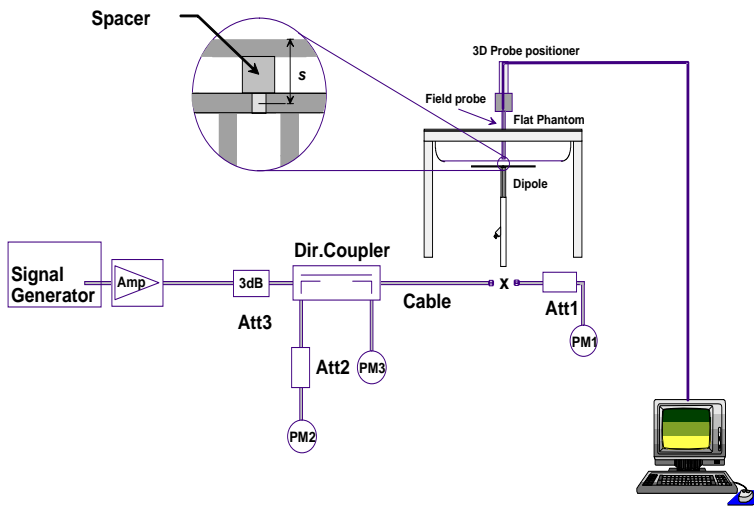 Spacer
s
3D Probe positioner
Field probe
Flat Phantom
Dipole
Dir.Coupler
Signal
Generator
Amp
3dB
Cable
x
Att3
Att1
Att2
PM3
PM1
PM2